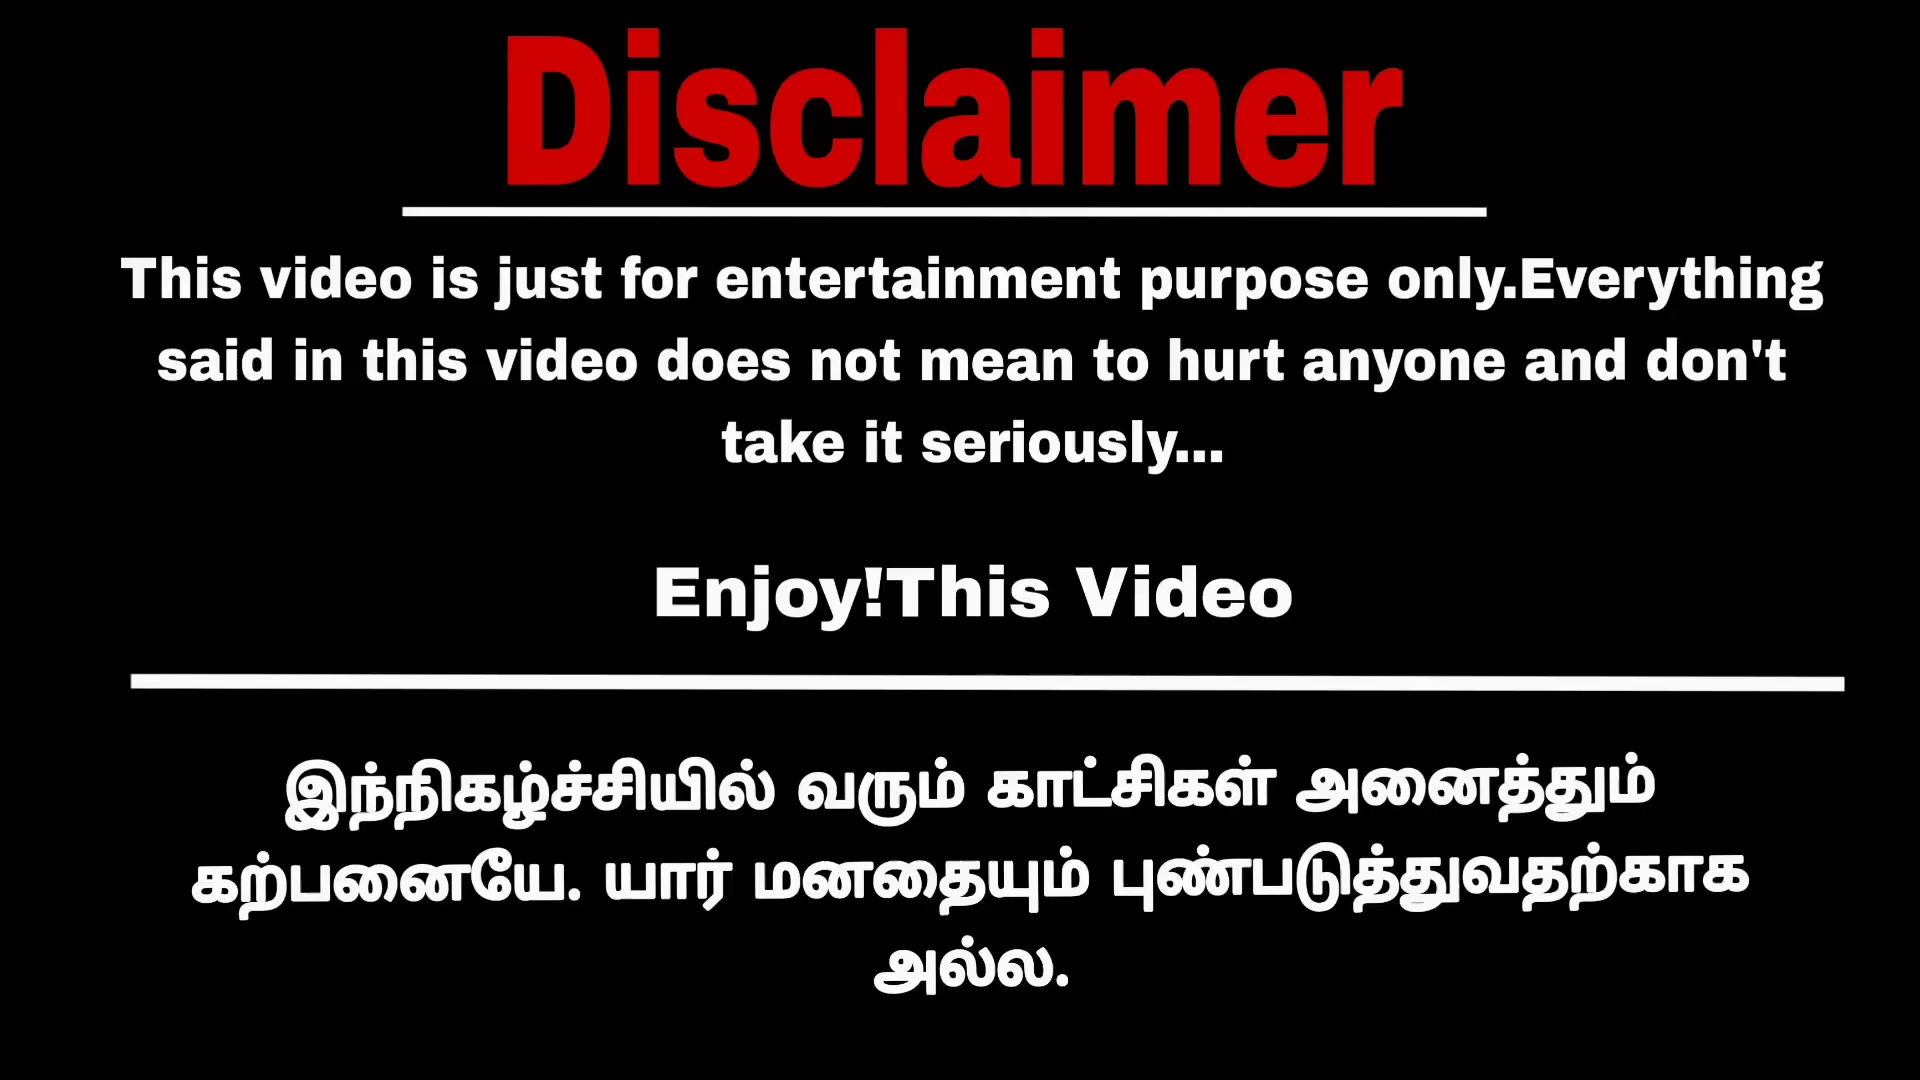 Disclaimer
This video is just for entertainment purpose only.Everything
said in this video does not mean to hurt anyone and don't
take it seriously...
Enjoy!This Video
இந்நிகழ்ச்சியில் வரும் காட்சிகள் அனைத்தும்
கற்பனையே. யார் மனதையும் புண்படுத்துவதற்காக
அல்ல.